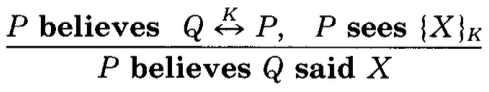 P believes Q K↔ P, P sees {X}K
P believes Q said X